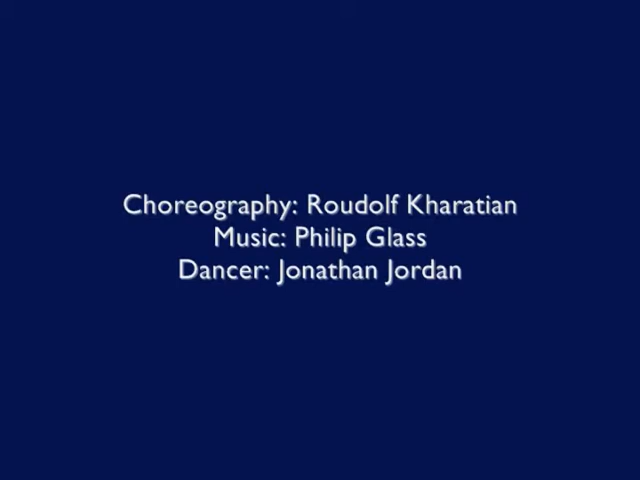 Choreography: Roudolf Kharatian
Music: Philip Glass
Dancer: Jonathan Jordan